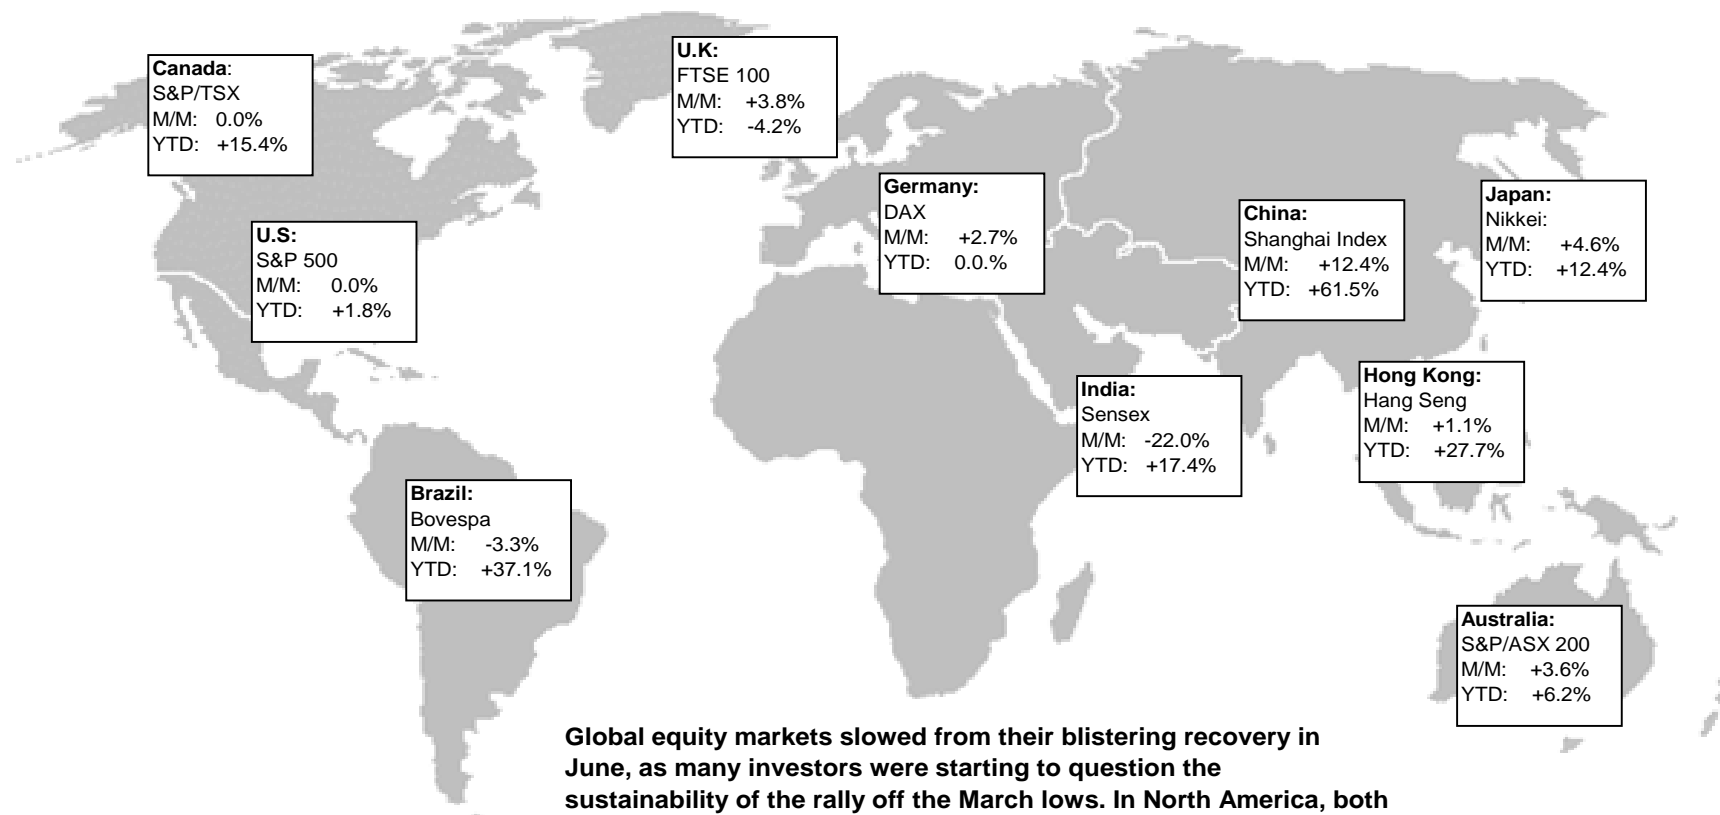 Canada:
S&P/TSX
M/M: 0.0%
YTD: +15.4%
U.K:
FTSE 100
M/M: +3.8%
YTD: -4.2%
Germany:
DAX
M/M: +2.7%
YTD: 0.0.%
Japan:
Nikkei:
M/M: +4.6%
YTD: +12.4%
China:
Shanghai Index
M/M: +12.4%
YTD: +61.5%
U.S:
S&P 500
M/M: 0.0%
YTD: +1.8%
Hong Kong:
Hang Seng
M/M: +1.1%
YTD: +27.7%
India:
Sensex
M/M: -22.0%
YTD: +17.4%
Brazil:
Bovespa
M/M: -3.3%
YTD: +37.1%
Australia:
S&P/ASX 200
M/M: +3.6%
YTD: +6.2%
Global equity markets slowed from their blistering recovery in
June, as many investors were starting to question the
sustainability of the rally off the March lows. In North America, both